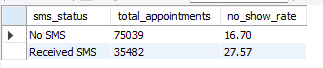 sms_status total_appointments no_show_rate
No SMS 75039 16.70
Received SMS 35482 27.57